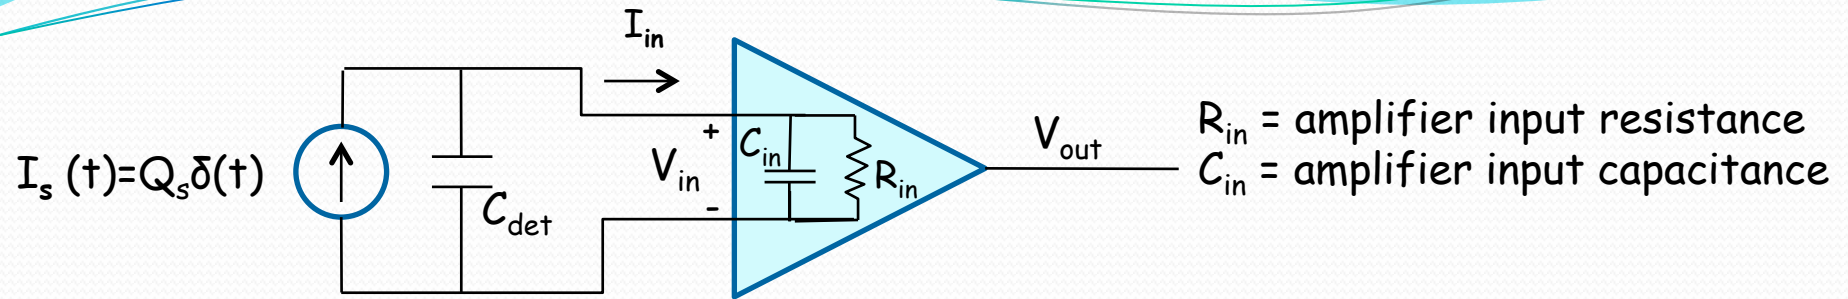 I_in
I_s (t)=Q_sδ(t)
C_det
+
V_in
-
C_in
R_in
V_out
R_in = amplifier input resistance
C_in = amplifier input capacitance